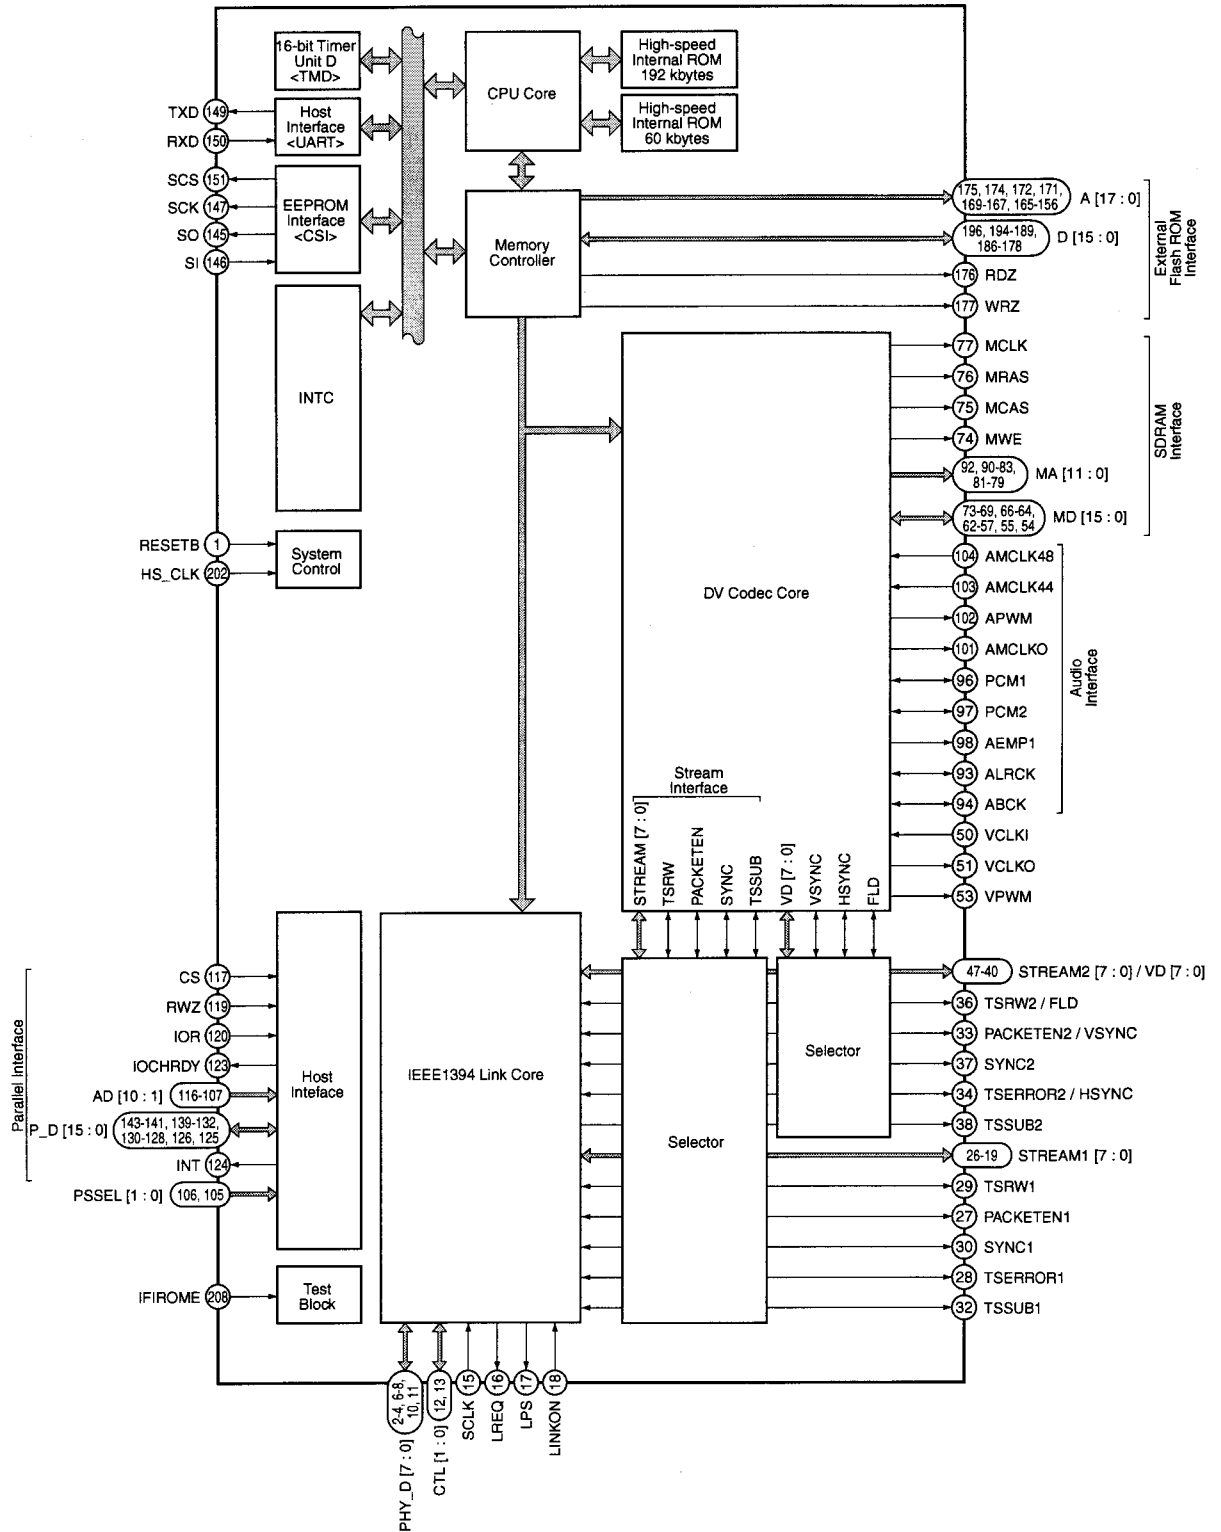 16-bit Timer
Unit D
<TMD>
CPU Core
High-speed
Internal ROM
192 kbytes
High-speed
Internal ROM
60 kbytes
TXD 149
RXD 150
Host
Interface
<UART>
SCS 151
SCK 147
SO 145
SI 146
EEPROM
Interface
<CSI>
Memory
Controller
175, 174, 172, 171,
169-167, 165-156
A [17 : 0]
196, 194-189,
186-178
D [15 : 0]
176 RDZ
177 WRZ
External
Flash ROM
Interface
INTC
77 MCLK
76 MRAS
75 MCAS
74 MWE
92, 90-83,
81-79
MA [11 : 0]
73-69, 66-64,
62-57, 55, 54
MD [15 : 0]
SDRAM
Interface
RESETB 1
HS_CLK 202
System
Control
DV Codec Core
104 AMCLK48
103 AMCLK44
102 APWM
101 AMCLKO
96 PCM1
97 PCM2
98 AEMP1
93 ALRCK
94 ABCK
Audio
Interface
50 VCLKI
51 VCLKO
53 VPWM
Stream
Interface
STREAM [7 : 0]
TSRW
PACKETEN
SYNC
TSSUB
VD [7 : 0]
VSYNC
HSYNC
FLD
Parallel Interface
CS 117
RWZ 119
IOR 120
IOCHRDY 123
AD [10 : 1] 116-107
P_D [15 : 0]
143-141, 139-132,
130-128, 126, 125
INT 124
PSSEL [1 : 0] 106, 105
Host
Inteface
IEEE1394 Link Core
Selector
Selector
47-40 STREAM2 [7 : 0] / VD [7 : 0]
36 TSRW2 / FLD
33 PACKETEN2 / VSYNC
37 SYNC2
34 TSERROR2 / HSYNC
38 TSSUB2
26-19 STREAM1 [7 : 0]
29 TSRW1
27 PACKETEN1
30 SYNC1
28 TSERROR1
32 TSSUB1
IFIROME 208
Test
Block
2-4, 6-8,
10, 11
PHY_D [7 : 0]
12, 13
CTL [1 : 0]
15 SCLK
16 LREQ
17 LPS
18 LINKON